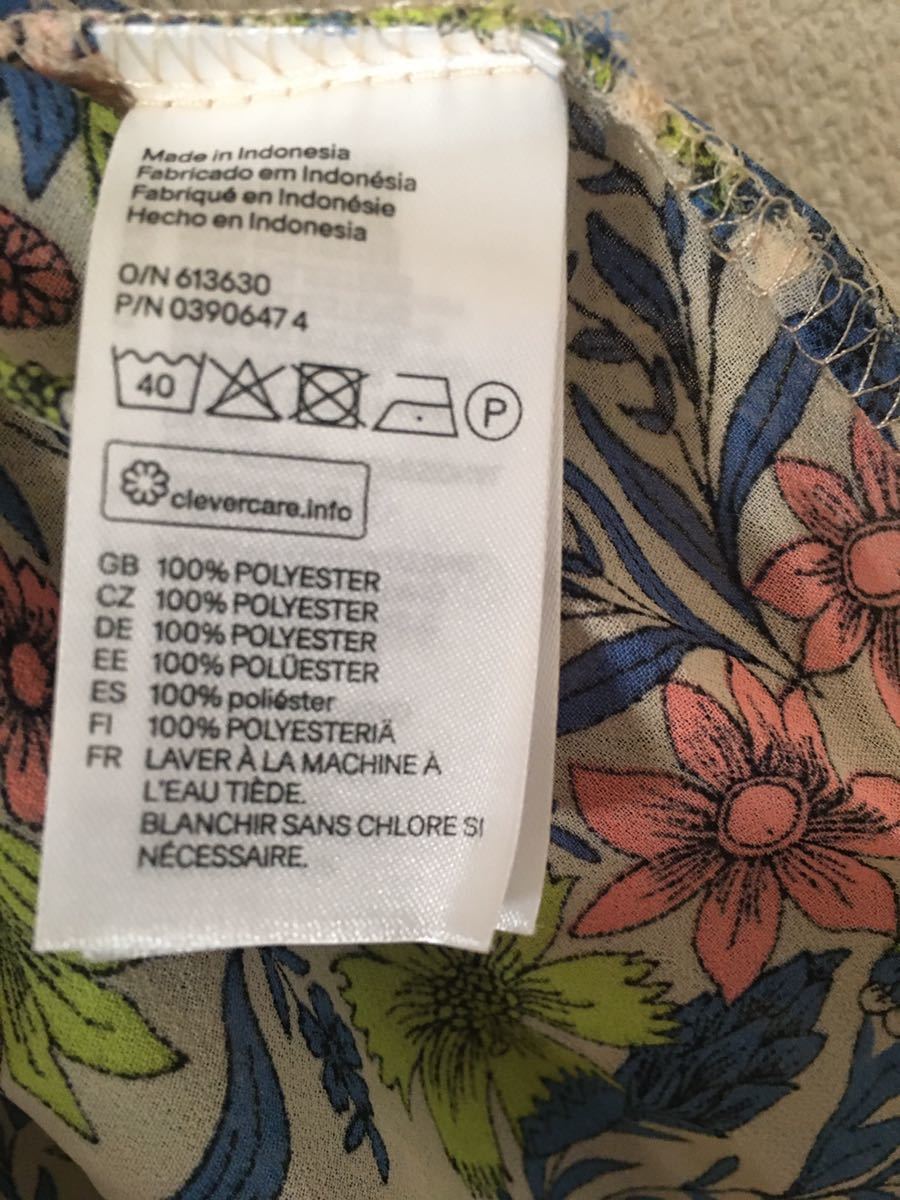 Made in Indonesia
Fabricado em Indonésia
Fabriqué en Indonésie
Hecho en Indonesia
O/N 613630
P/N 0390647 4
40
P
clevercare.info
GB 100% POLYESTER
CZ 100% POLYESTER
DE 100% POLYESTER
EE 100% POLÜESTER
ES 100% poliéster
FI 100% POLYESTERIÄ
FR LAVER À LA MACHINE À
L'EAU TIÈDE.
BLANCHIR SANS CHLORE SI
NÉCESSAIRE.